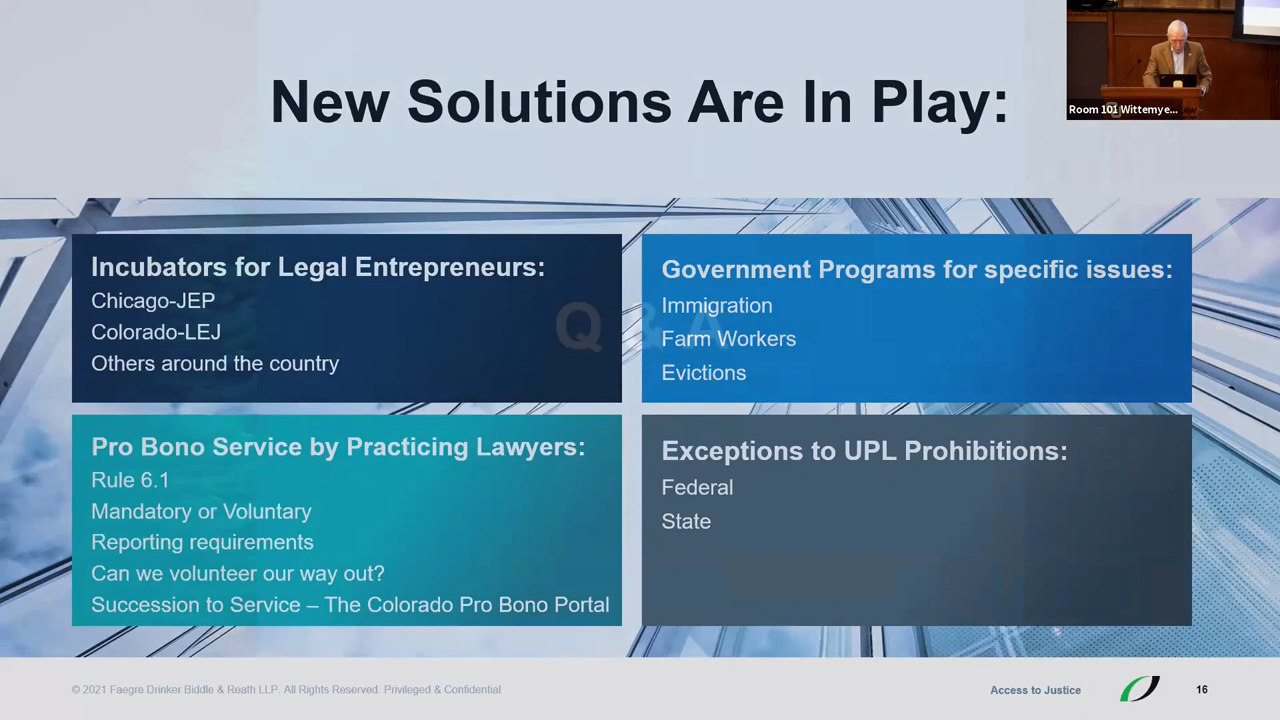 New Solutions Are In Play:
Room 101 Wittemye...
Incubators for Legal Entrepreneurs:
Chicago-JEP
Colorado-LEJ
Others around the country
Government Programs for specific issues:
Immigration
Farm Workers
Evictions
Q & A
Pro Bono Service by Practicing Lawyers:
Rule 6.1
Mandatory or Voluntary
Reporting requirements
Can we volunteer our way out?
Succession to Service – The Colorado Pro Bono Portal
Exceptions to UPL Prohibitions:
Federal
State
© 2021 Faegre Drinker Biddle & Reath LLP. All Rights Reserved. Privileged & Confidential
Access to Justice
16